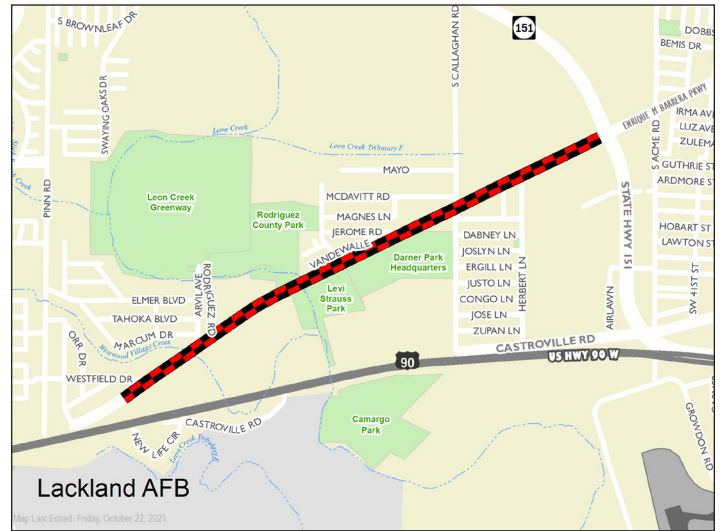 S BROWNLEAF DR
SWAYING OAKS DR
PINN RD
Leon Creek
Leon Creek Tributary F
S CALLAGHAN RD
151
DOBBS
BEMIS DR
ENRIQUE M BARRERA PKWY
IRMA AV
LUZ AVE
ZULEMA
S ACME RD
GUTHRIE ST
ARDMORE ST
STATE HWY 151
HOBART ST
LAWTON ST
SW 41ST ST
AIRLAWN
MAYO
MCDAVITT RD
MAGNES LN
JEROME RD
VANDEWALLE
Leon Creek
Greenway
Rodriguez
County Park
Darner Park
Headquarters
Levi
Strauss
Park
DABNEY LN
JOSLYN LN
ERGILL LN
JUSTO LN
CONGO LN
JOSE LN
ZUPAN LN
HERBERT LN
ARVIL AVE
RODRIGUEZ RD
ELMER BLVD
TAHOKA BLVD
MARCUM DR
Westwood Village Creek
ORR DR
WESTFIELD DR
CASTROVILLE RD
US HWY 90 W
90
NEW LIFE CIR
CASTROVILLE RD
Camargo
Park
GROWDON RD
Lackland AFB
Map Last Edited: Friday, October 22, 2021